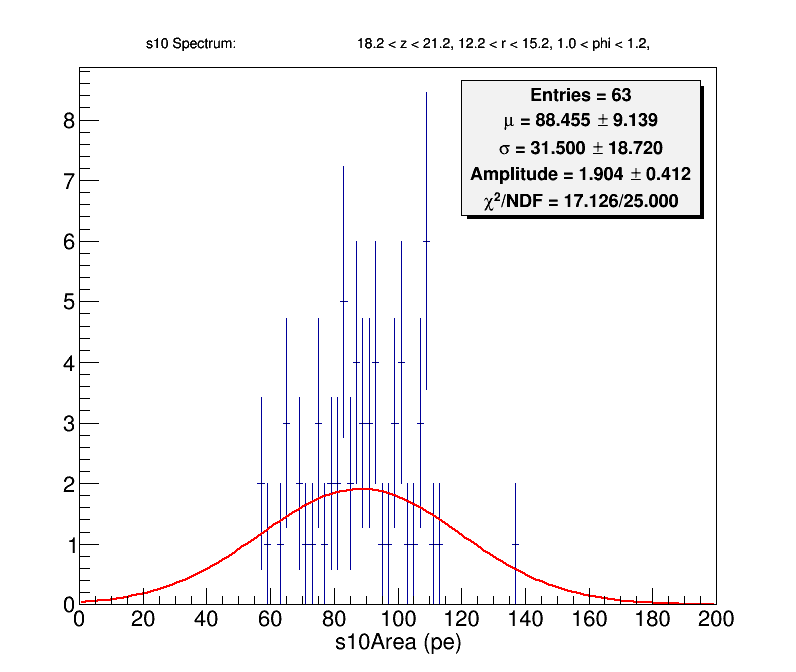 s10 Spectrum: 18.2 < z < 21.2, 12.2 < r < 15.2, 1.0 < phi < 1.2,
Entries = 63
μ = 88.455 ± 9.139
σ = 31.500 ± 18.720
Amplitude = 1.904 ± 0.412
χ²/NDF = 17.126/25.000
8
7
6
5
4
3
2
1
0
0 20 40 60 80 100 120 140 160 180 200
s10Area (pe)